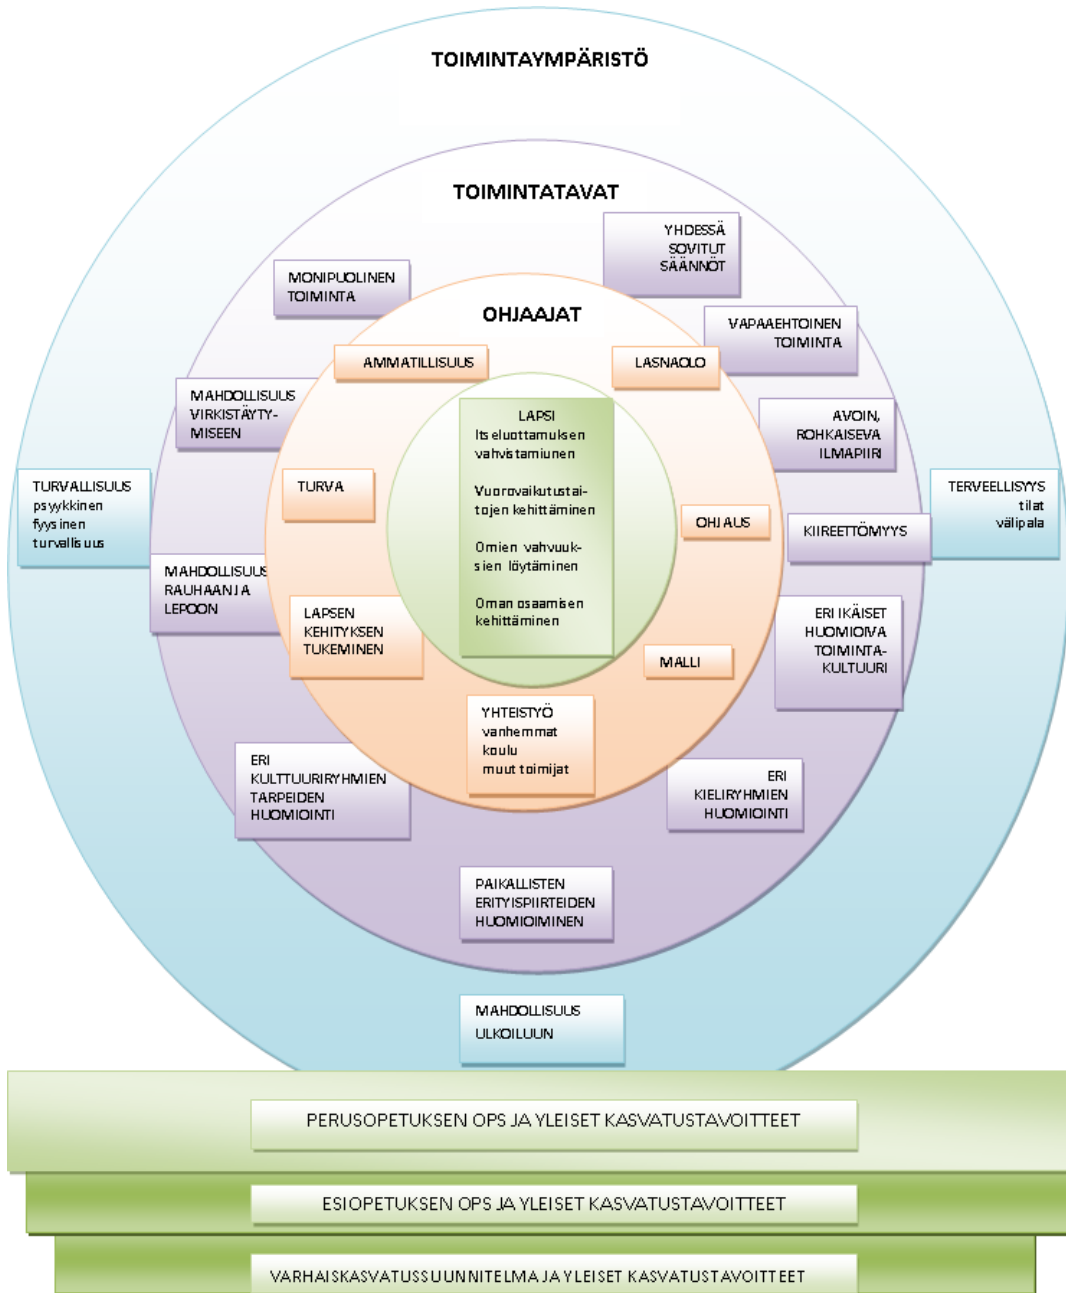 TOIMINTAYMPÄRISTÖ
TOIMINTATAVAT
YHDESSÄ
SOVITUT
SÄÄNNÖT
MONIPUOLINEN
TOIMINTA
OHJAAJAT
VAPAAEHTOINEN
TOIMINTA
AMMATILLISUUS
LASNAOLO
MAHDOLLISUUS
VIRKISTÄYTY-
MISEEN
AVOIN,
ROHKAISEVA
ILMAPIIRI
LAPSI
Itseluottamuksen
vahvistamiunen
Vuorovaikutustai-
tojen kehittäminen
Omien vahvuuk-
sien löytäminen
Oman osaamisen
kehittäminen
TURVALLISUUS
psyykkinen
fyysinen
turvallisuus
TURVA
OHJAUS
KIIREETTÖMYYS
TERVEELLISYYS
tilat
välipala
MAHDOLLISUUS
RAUHAAN JA
LEPOON
LAPSEN
KEHITYKSEN
TUKEMINEN
MALLI
ERI IKÄISET
HUOMIOIVA
TOIMINTA-
KULTUURI
YHTEISTYÖ
vanhemmat
koulu
muut toimijat
ERI
KULTTUURIRYHMIEN
TARPEIDEN
HUOMIOINTI
ERI
KIELIRYHMIEN
HUOMIOINTI
PAIKALLISTEN
ERITYISPIIRTEIDEN
HUOMIOIMINEN
MAHDOLLISUUS
ULKOILUUN
PERUSOPETUKSEN OPS JA YLEISET KASVATUSTAVOITTEET
ESIOPETUKSEN OPS JA YLEISET KASVATUSTAVOITTEET
VARHAISKASVATUSSUUNNITELMA JA YLEISET KASVATUSTAVOITTEET